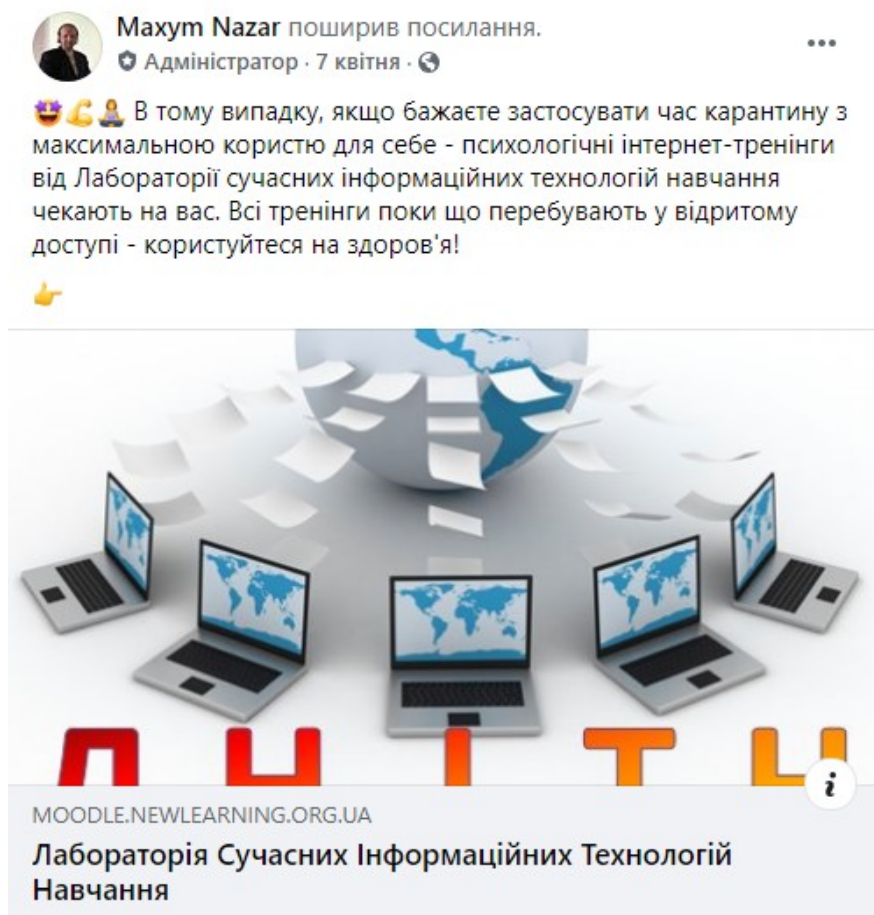 Maxym Nazar поширив посилання.
Адміністратор · 7 квітня ·
🤩💪🧘 В тому випадку, якщо бажаєте застосувати час карантину з
максимальною користю для себе - психологічні інтернет-тренінги
від Лабораторії сучасних інформаційних технологій навчання
чекають на вас. Всі тренінги поки що перебувають у відритому
доступі - користуйтеся на здоров'я!
👉
Л Н І Т Н
MOODLE.NEWLEARNING.ORG.UA
Лабораторія Сучасних Інформаційних Технологій
Навчання